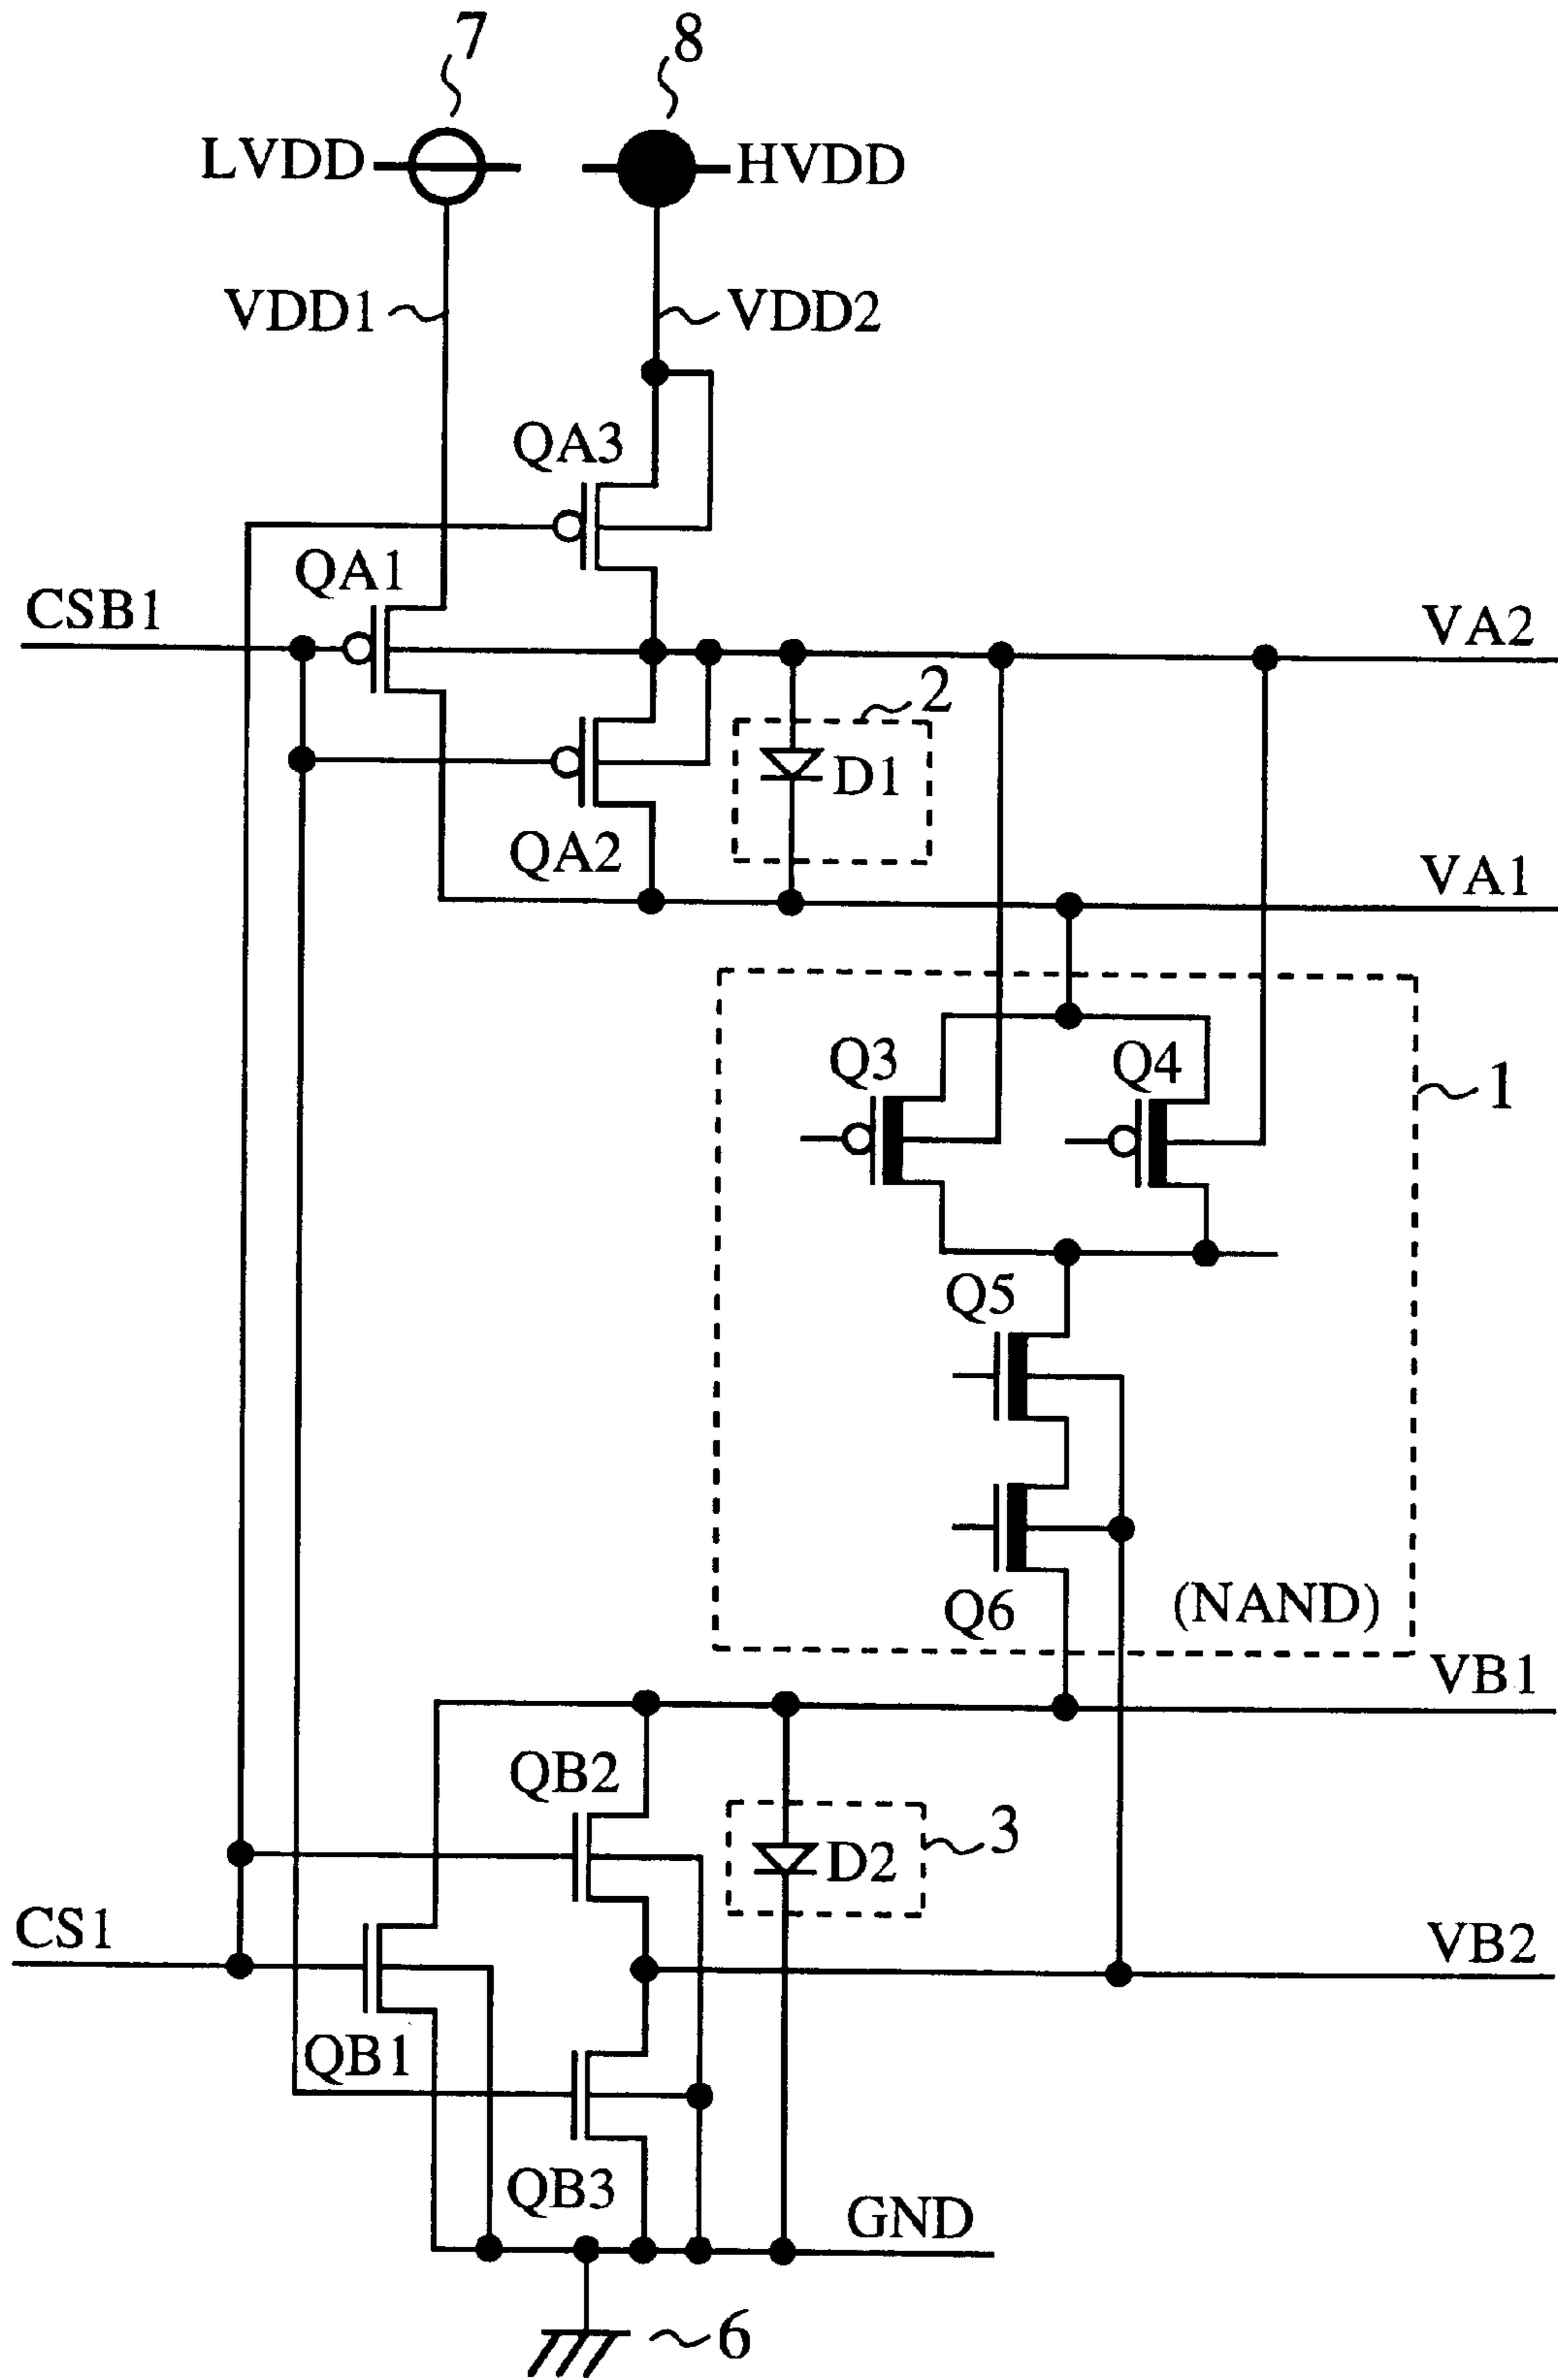 7
8
LVDD
HVDD
VDD1
VDD2
QA3
QA1
CSB1
VA2
2
D1
QA2
VA1
Q3
Q4
1
Q5
Q6
(NAND)
VB1
QB2
3
D2
CS1
VB2
QB1
QB3
GND
6